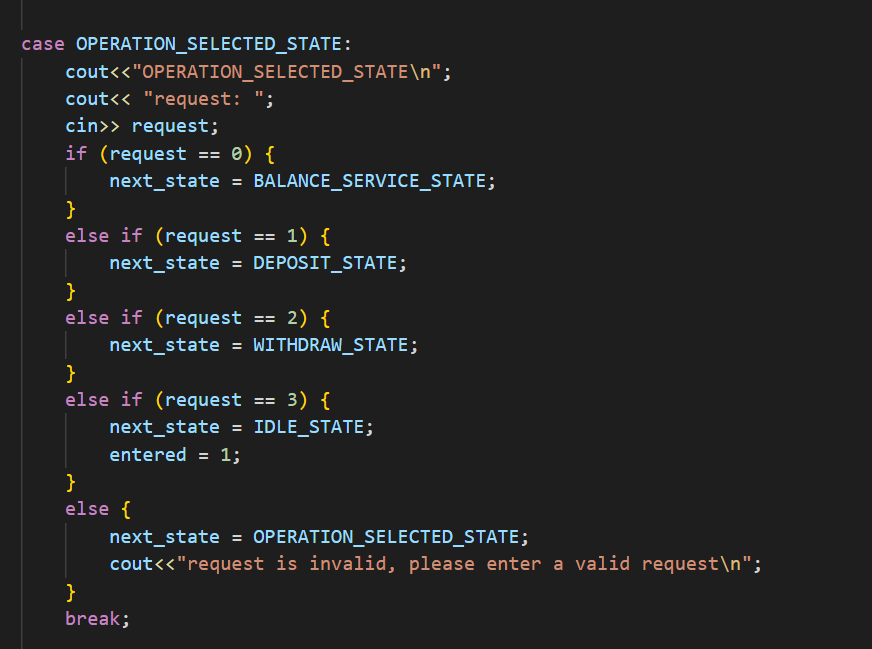 case OPERATION_SELECTED_STATE:
    cout<<"OPERATION_SELECTED_STATE\n";
    cout<< "request: ";
    cin>> request;
    if (request == 0) {
        next_state = BALANCE_SERVICE_STATE;
    }
    else if (request == 1) {
        next_state = DEPOSIT_STATE;
    }
    else if (request == 2) {
        next_state = WITHDRAW_STATE;
    }
    else if (request == 3) {
        next_state = IDLE_STATE;
        entered = 1;
    }
    else {
        next_state = OPERATION_SELECTED_STATE;
        cout<<"request is invalid, please enter a valid request\n";
    }
    break;